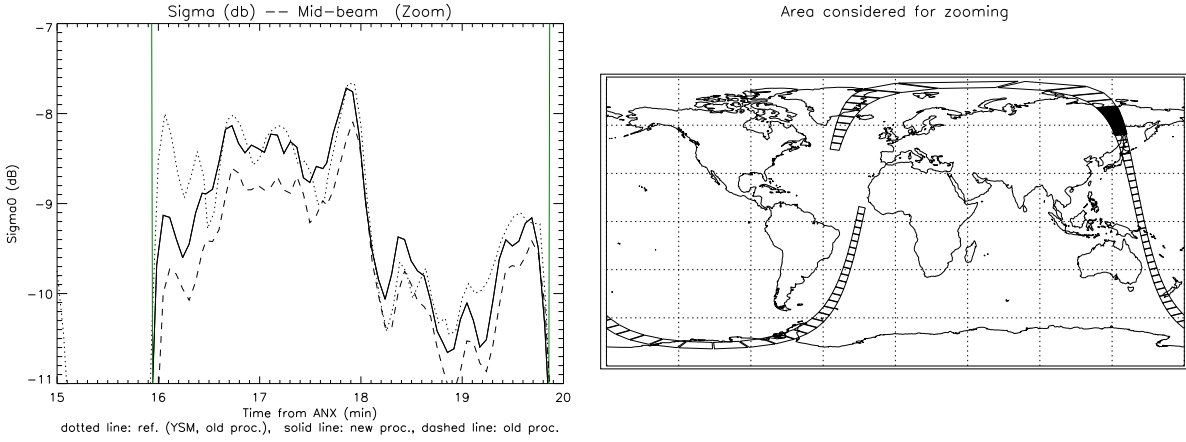 Sigma (db) −− Mid−beam  (Zoom)
Area considered for zooming
−7
−8
−9
−10
−11
Sigma0 (dB)
15 16 17 18 19 20
Time from ANX (min)
dotted line: ref. (YSM, old proc.),  solid line: new proc., dashed line: old proc.